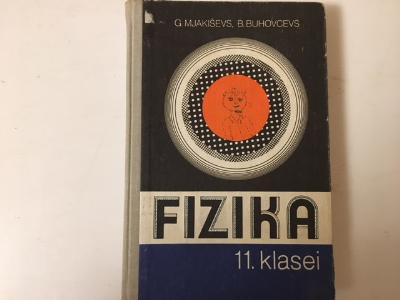 G. MJAKIŠEVS, B. BUHOVCEVS
FIZIKA
11. klasei